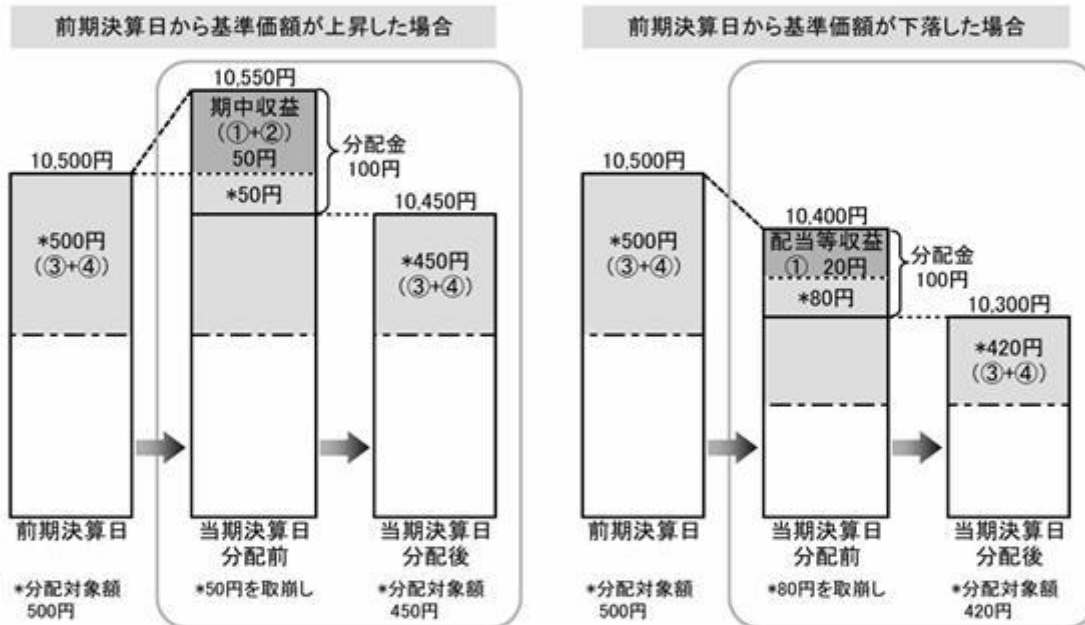 前期決算日から基準価額が上昇した場合
10,550円
期中収益
(①+②)
50円
*50円
分配金
100円
10,500円
*500円
(③+④)
10,450円
*450円
(③+④)
前期決算日
当期決算日
分配前
当期決算日
分配後
*分配対象額
500円
*50円を取崩し
*分配対象額
450円
前期決算日から基準価額が下落した場合
10,500円
*500円
(③+④)
10,400円
配当等収益
① 20円
*80円
分配金
100円
10,300円
*420円
(③+④)
前期決算日
当期決算日
分配前
当期決算日
分配後
*分配対象額
500円
*80円を取崩し
*分配対象額
420円